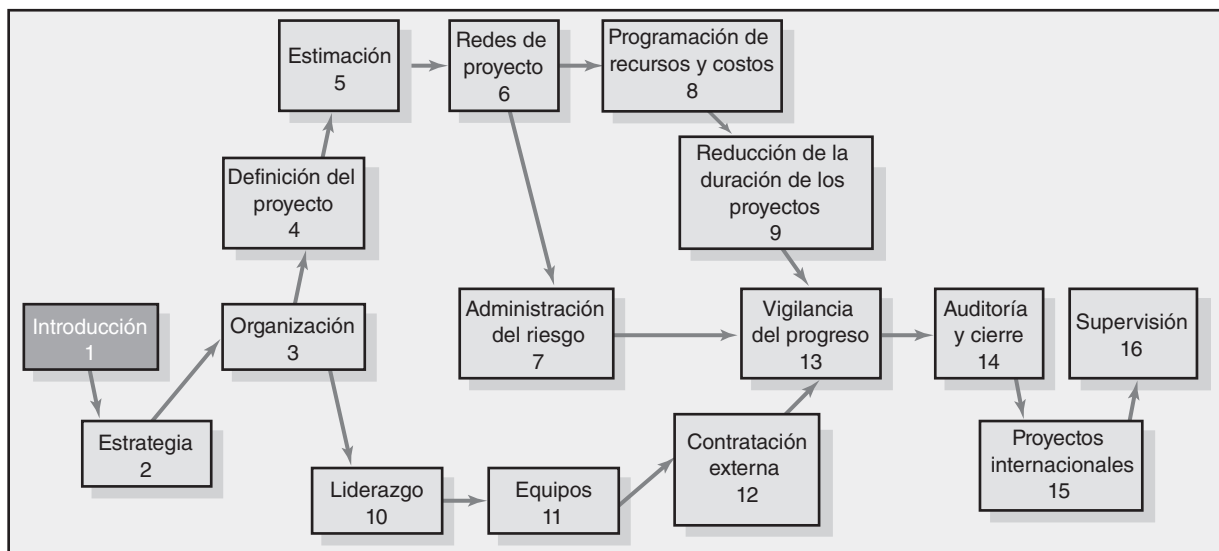 Estimación
5
Redes de
proyecto
6
Programación de
recursos y costos
8
Reducción de la
duración de los
proyectos
9
Definición del
proyecto
4
Introducción
1
Organización
3
Administración
del riesgo
7
Vigilancia
del progreso
13
Auditoría
y cierre
14
Supervisión
16
Estrategia
2
Liderazgo
10
Equipos
11
Contratación
externa
12
Proyectos
internacionales
15